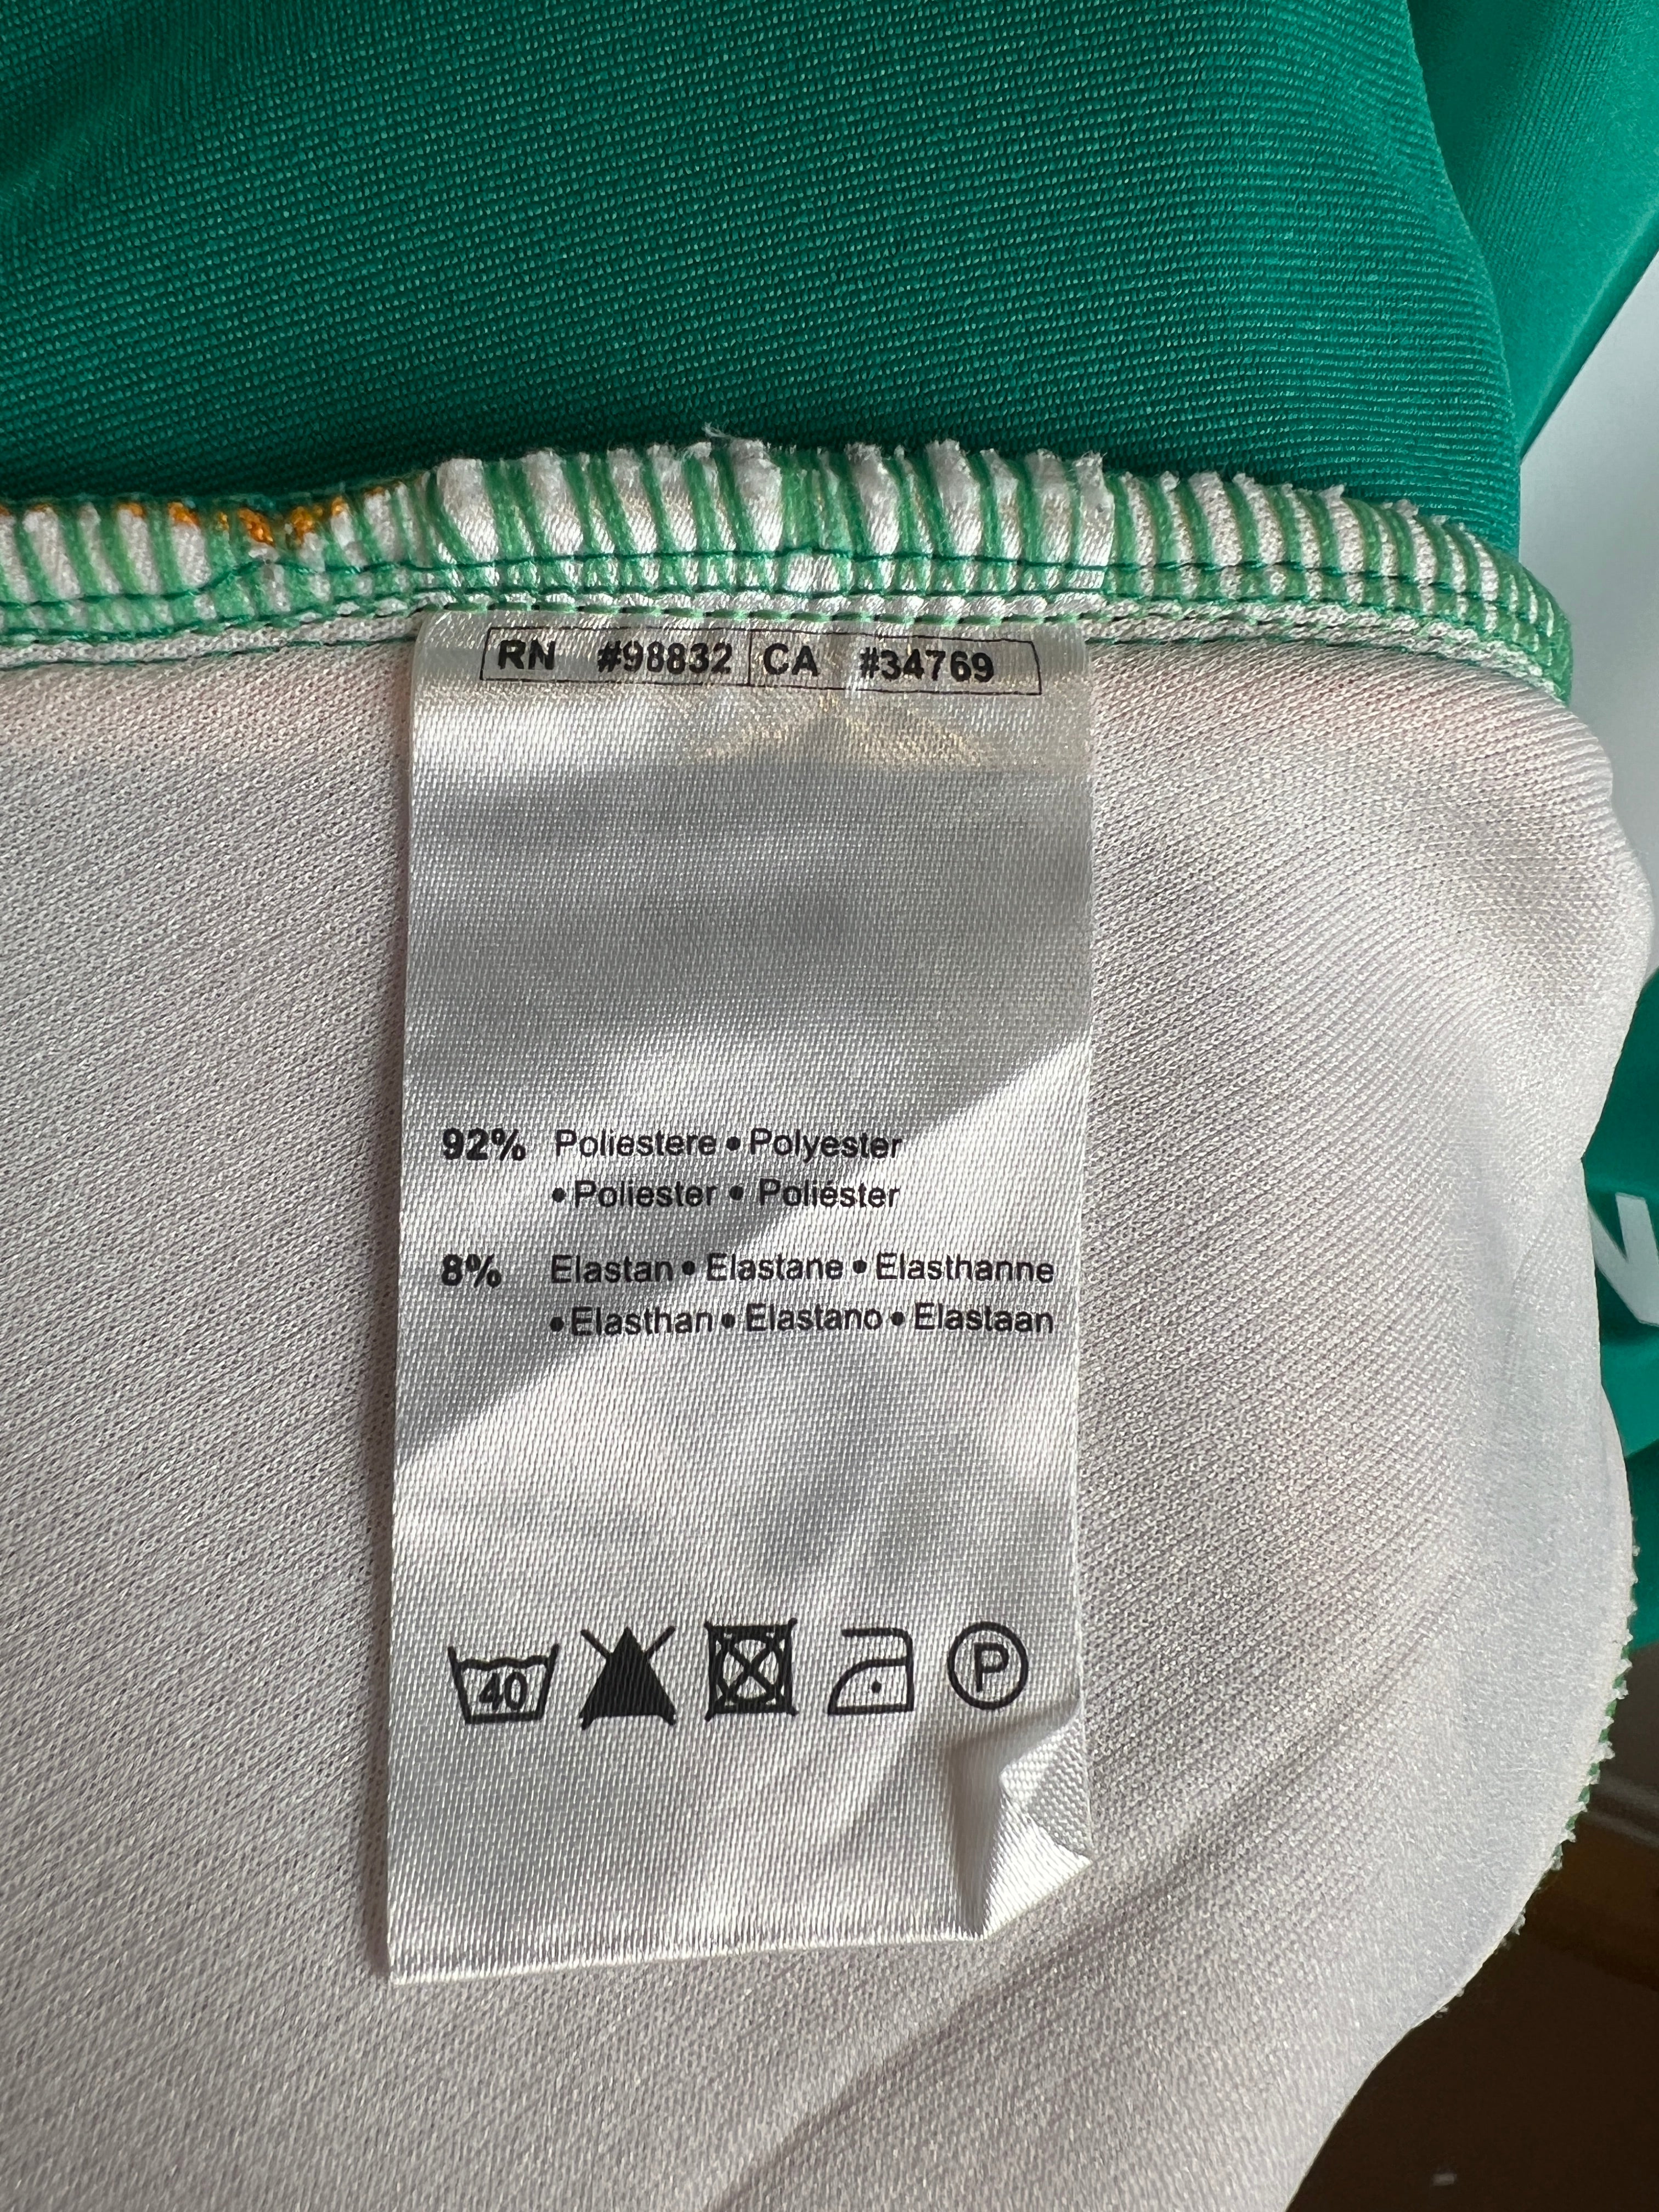 RN #98832 CA #34769
92% Poliestere • Polyester
• Poliester • Poliéster
8% Elastan • Elastane • Elasthanne
• Elasthan • Elastano • Elastaan
40
P